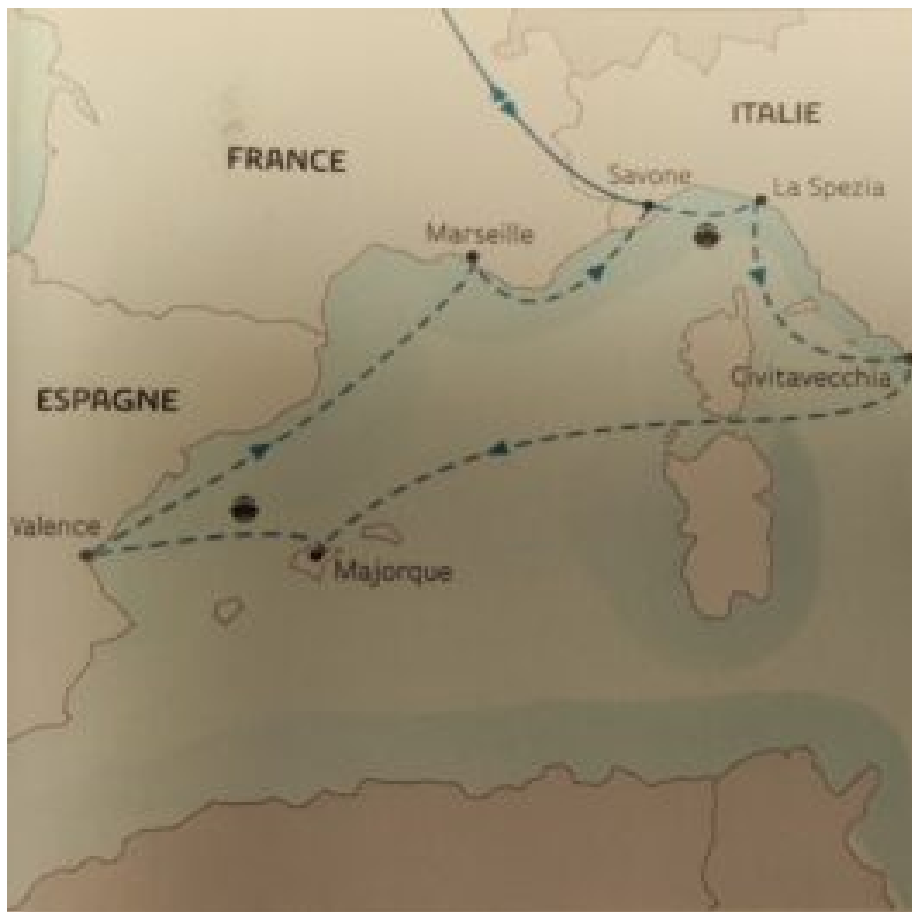 ITALIE
FRANCE
Savone
La Spezia
Marseille
Civitavecchia
ESPAGNE
Valence
Majorque